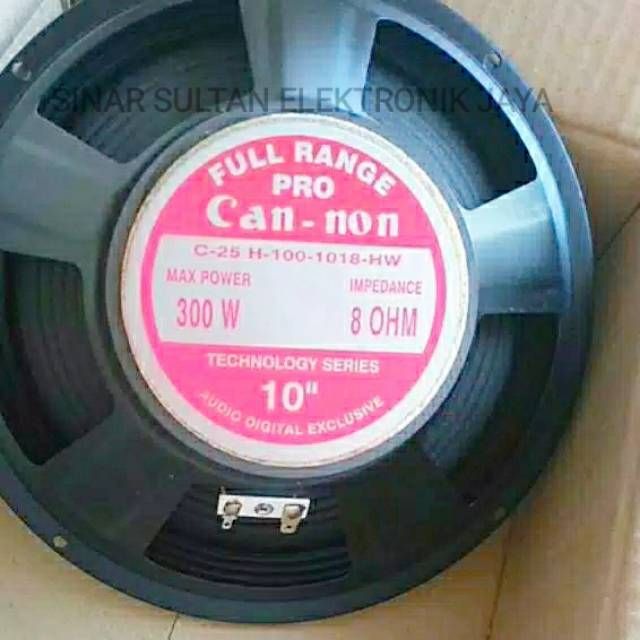 SINAR SULTAN ELEKTRONIK JAYA
FULL RANGE
PRO
Can-non
C-25 H-100-1018-HW
MAX POWER
300 W
IMPEDANCE
8 OHM
TECHNOLOGY SERIES
10"
AUDIO DIGITAL EXCLUSIVE